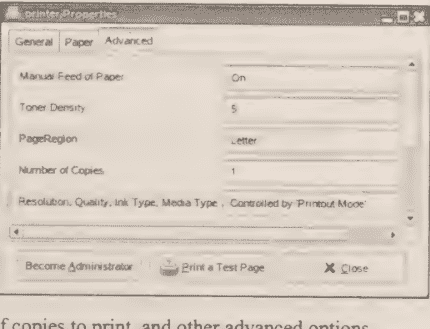 printer Properties
General Paper Advanced
Manual Feed of Paper On
Toner Density 5
PageRegion Letter
Number of Copies 1
Resolution, Quality, Ink Type, Media Type Controlled by 'Printout Mode'
Become Administrator Print a Test Page Close
of copies to print, and other advanced options